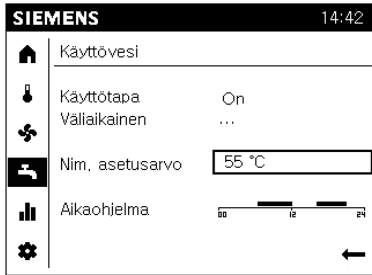 SIEMENS 14:42
Käyttövesi
Käyttötapa On
Väliaikainen ...
Nim. asetusarvo 55 °C
Aikaohjelma
00 12 24